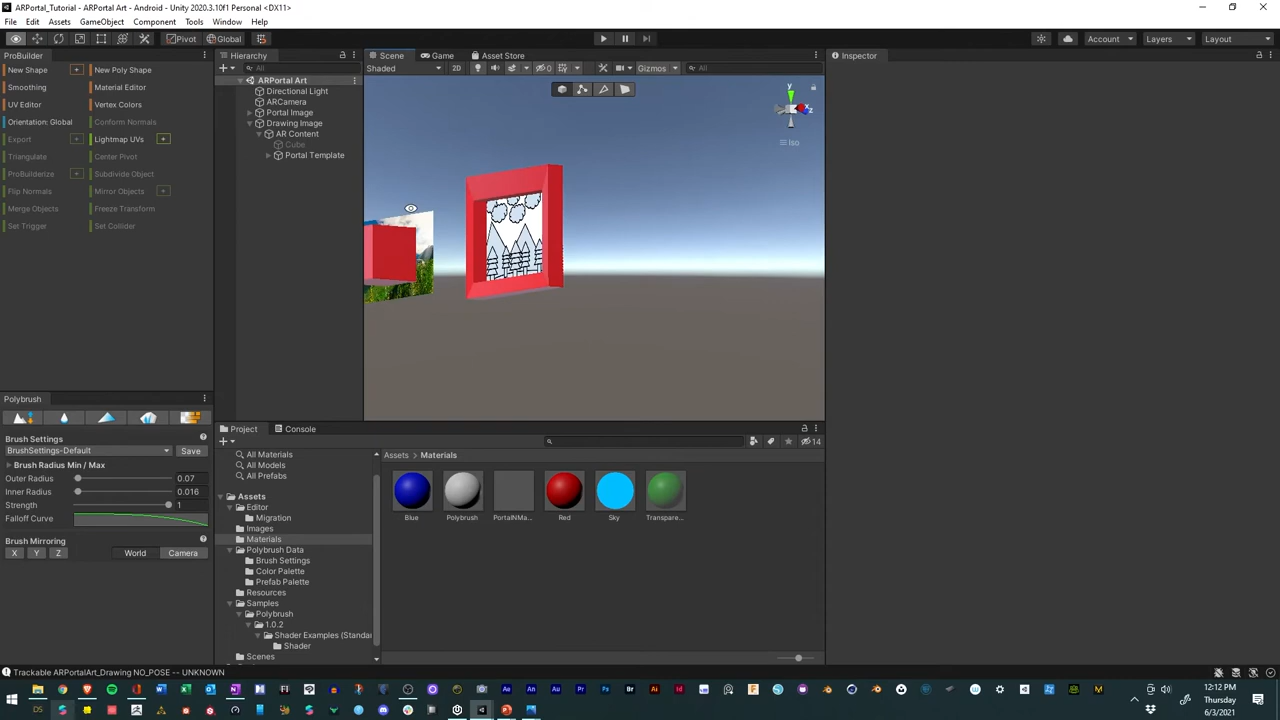 ARPortal_Tutorial - ARPortal Art - Android - Unity 2020.3.10f1 Personal <DX11>
File Edit Assets GameObject Component Tools Window Help
Pivot Global Account Layers Layout
ProBuilder
New Shape New Poly Shape
Smoothing Material Editor
UV Editor Vertex Colors
Orientation: Global Conform Normals
Export Lightmap UVs
Triangulate Center Pivot
ProBuilderize Subdivide Object
Flip Normals Mirror Objects
Merge Objects Freeze Transform
Set Trigger Set Collider
Hierarchy
All
ARPortal Art
Directional Light
ARCamera
Portal Image
Drawing Image
AR Content
Cube
Portal Template
Scene Game Asset Store
Shaded 2D 0 Gizmos All
y
x
z
Iso
Inspector
Polybrush
Brush Settings
BrushSettings-Default Save
Brush Radius Min / Max
Outer Radius 0.07
Inner Radius 0.016
Strength 1
Falloff Curve
Brush Mirroring
X Y Z World Camera
Project Console
14
All Materials
All Models
All Prefabs
Assets
Editor
Migration
Images
Materials
Polybrush Data
Brush Settings
Color Palette
Prefab Palette
Resources
Samples
Polybrush
1.0.2
Shader Examples (Standa
Shader
Scenes
Assets > Materials
Blue Polybrush PortalNMa... Red Sky Transpare...
Trackable ARPortalArt_Drawing NO_POSE -- UNKNOWN
12:12 PM
Thursday
6/3/2021